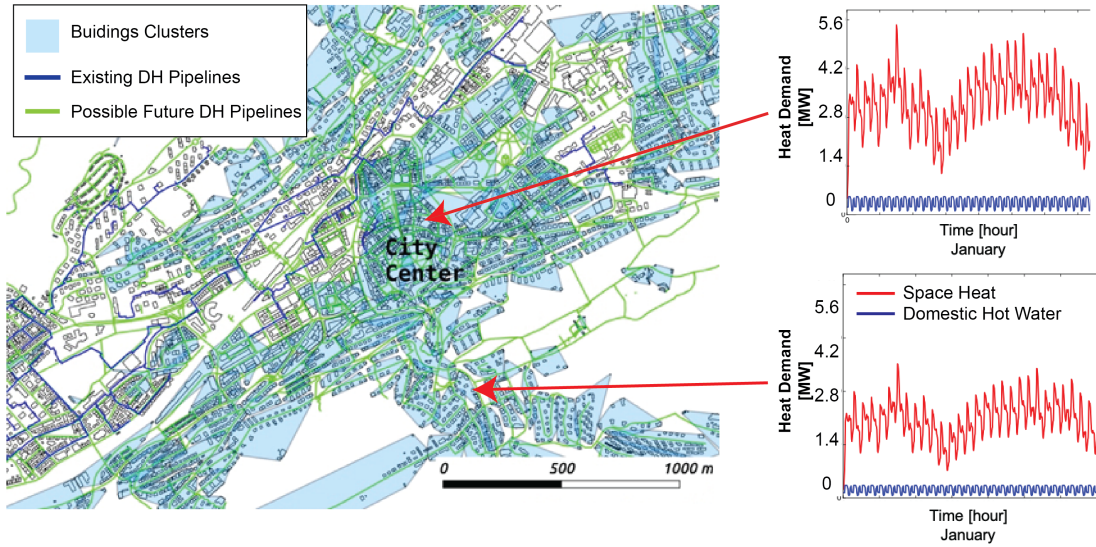 Buidings Clusters
Existing DH Pipelines
Possible Future DH Pipelines
City
Center
0 500 1000 m
Heat Demand
[MW]
5.6
4.2
2.8
1.4
0
0
Time [hour]
January
Space Heat
Domestic Hot Water
Heat Demand
[MW]
5.6
4.2
2.8
1.4
0
0
Time [hour]
January